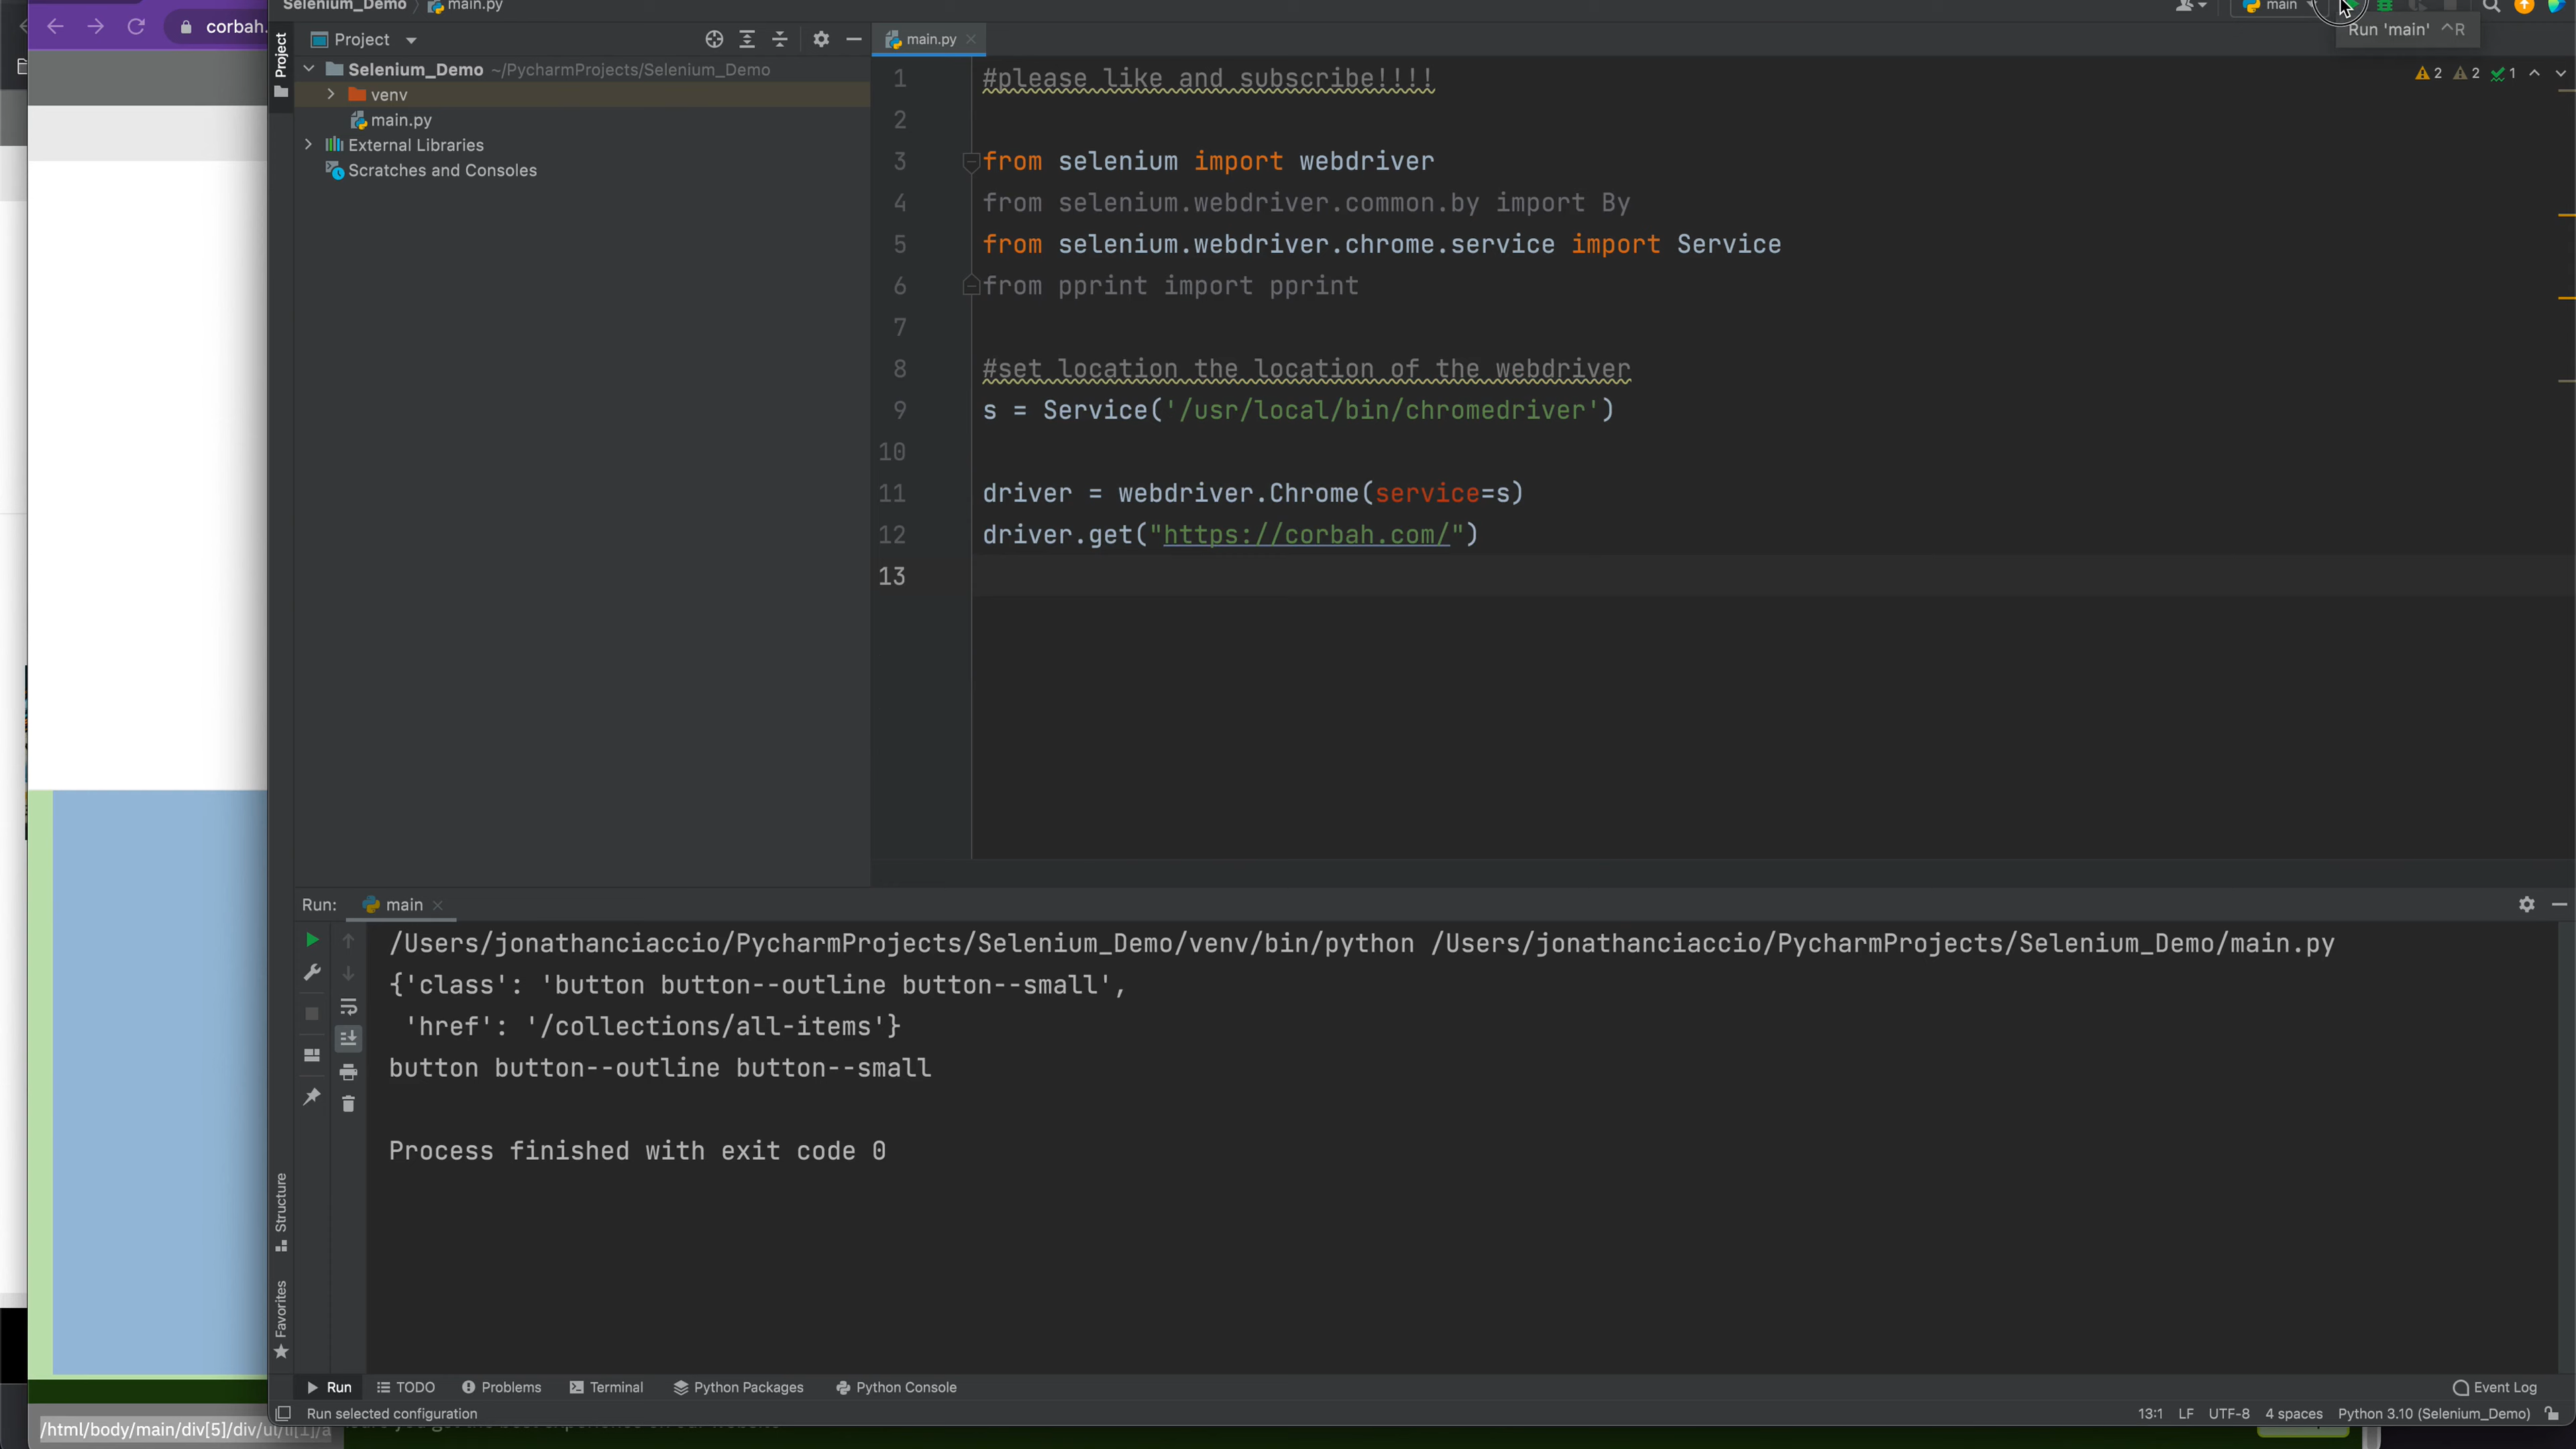 corbah.
Selenium_Demo
main.py
main
Run 'main' ^R
Project
Project
main.py
2 2 1
Selenium_Demo ~/PycharmProjects/Selenium_Demo
venv
main.py
External Libraries
Scratches and Consoles
1 #please like and subscribe!!!!
2
3 from selenium import webdriver
4 from selenium.webdriver.common.by import By
5 from selenium.webdriver.chrome.service import Service
6 from pprint import pprint
7
8 #set location the location of the webdriver
9 s = Service('/usr/local/bin/chromedriver')
10
11 driver = webdriver.Chrome(service=s)
12 driver.get("https://corbah.com/")
13
Run: main
/Users/jonathanciaccio/PycharmProjects/Selenium_Demo/venv/bin/python /Users/jonathanciaccio/PycharmProjects/Selenium_Demo/main.py
{'class': 'button button--outline button--small',
'href': '/collections/all-items'}
button button--outline button--small
Process finished with exit code 0
Structure
Favorites
Run TODO Problems Terminal Python Packages Python Console Event Log
Run selected configuration 13:1 LF UTF-8 4 spaces Python 3.10 (Selenium_Demo)
/html/body/main/div[5]/div/ul/li[1]/a